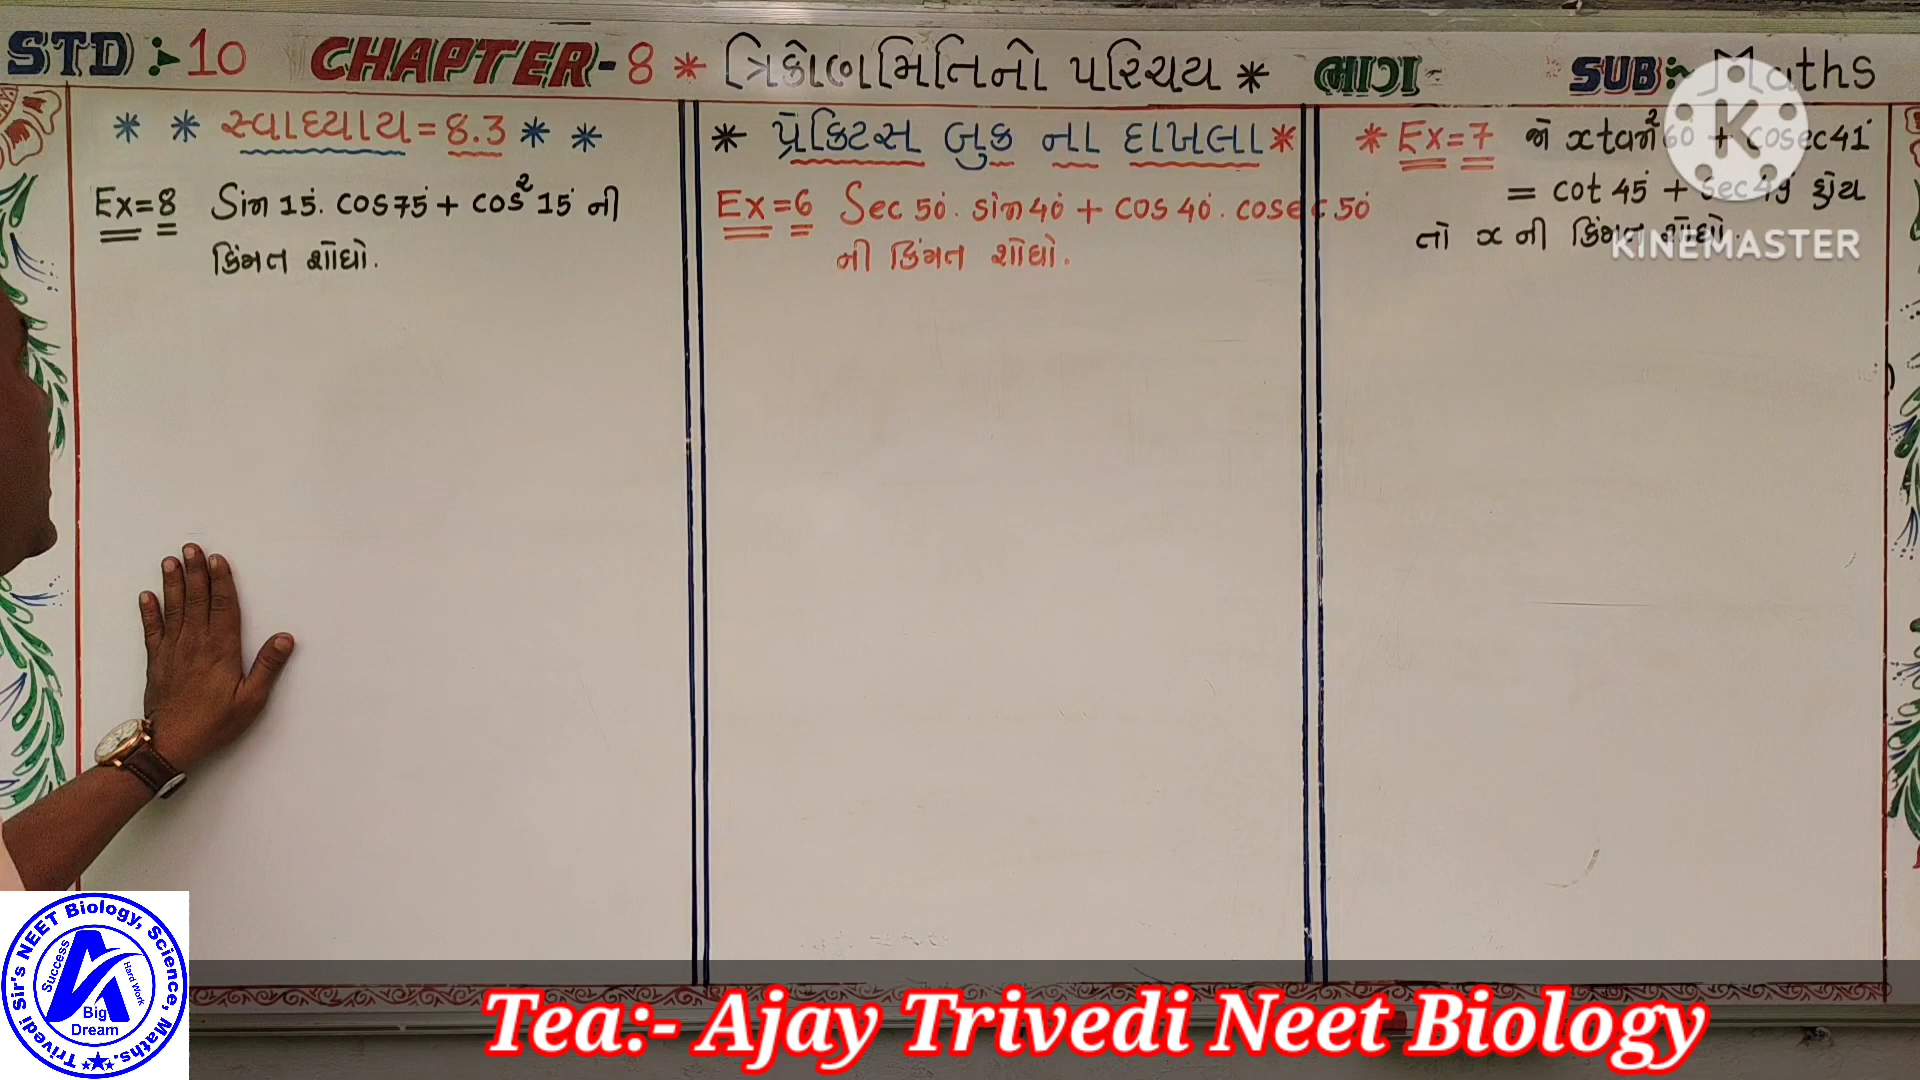 STD :- 10 CHAPTER - 8 * ત્રિકોણમિતિનો પરિચય * ભાગ SUB :- Maths
* * સ્વાધ્યાય = 8.3 * *
Ex=8 Sin 15°. cos 75° + cos² 15° ની
કિંમત શોધો.
* પ્રેક્ટિસ બુક ના દાખલા *
Ex=6 Sec 50°. sin 40° + cos 40°. cosec 50°
ની કિંમત શોધો.
* Ex=7 જો x tan² 60° + cosec 41°
= cot 45° + sec 49° હોય
તો x ની કિંમત શોધો.
KINEMASTER
Trivedi Sir's NEET Biology, Science, Maths.
Success
Hard Work
Big
Dream
Tea:- Ajay Trivedi Neet Biology